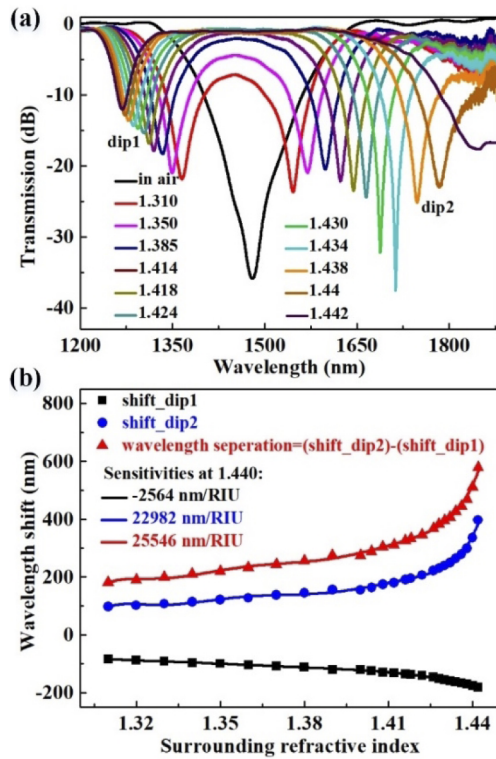 (a)
0
-10
-20
-30
-40
Transmission (dB)
dip1
dip2
in air
1.310
1.350
1.385
1.414
1.418
1.424
1.430
1.434
1.438
1.44
1.442
1200 1350 1500 1650 1800
Wavelength (nm)
(b)
800
600
400
200
0
-200
Wavelength shift (nm)
shift_dip1
shift_dip2
wavelength seperation=(shift_dip2)-(shift_dip1)
Sensitivities at 1.440:
-2564 nm/RIU
22982 nm/RIU
25546 nm/RIU
1.32 1.35 1.38 1.41 1.44
Surrounding refractive index